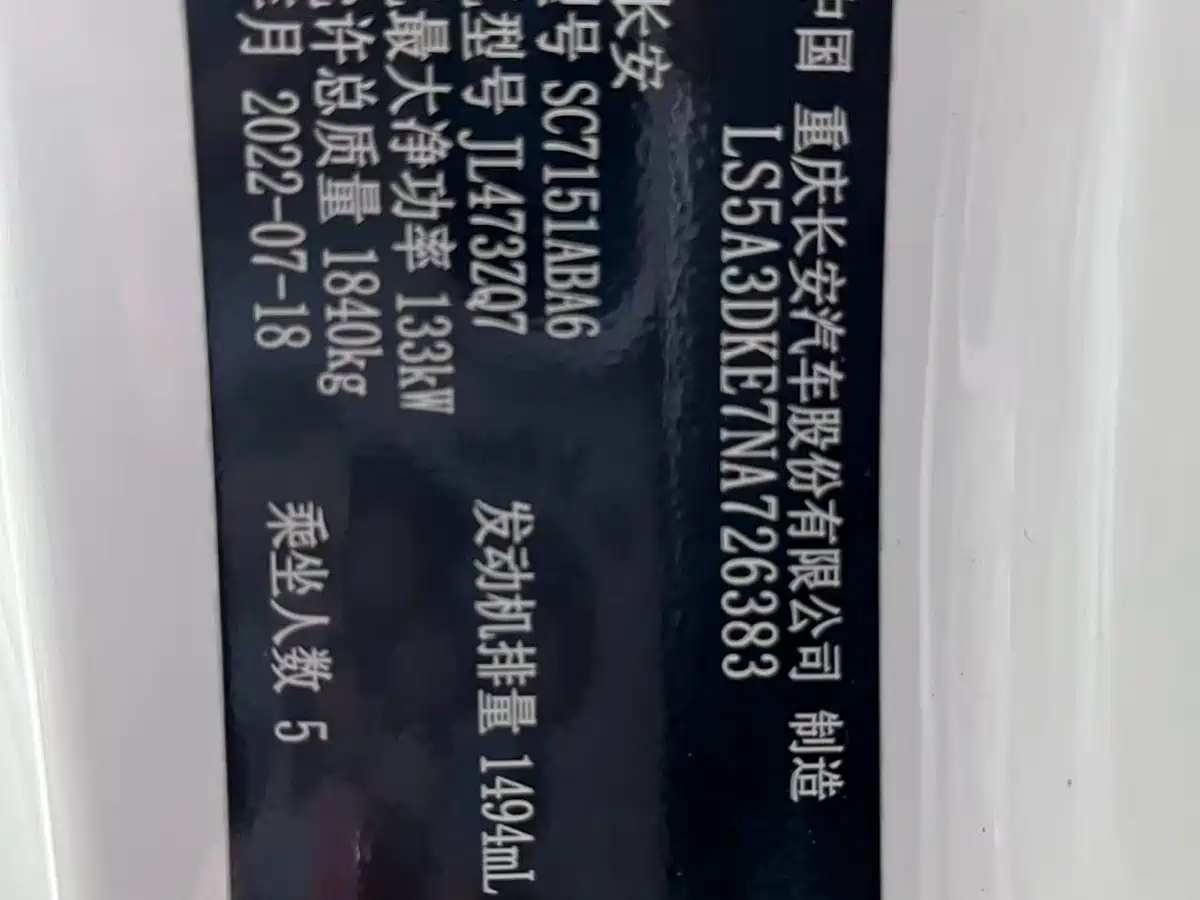 中国 重庆长安汽车股份有限公司 制造
LS5A3DKE7NA726383
长安
型号 SC7151ABA6
型号 JL473ZQ7 发动机排量 1494mL
最大净功率 133kW
许总质量 1840kg
年月 2022-07-18 乘坐人数 5